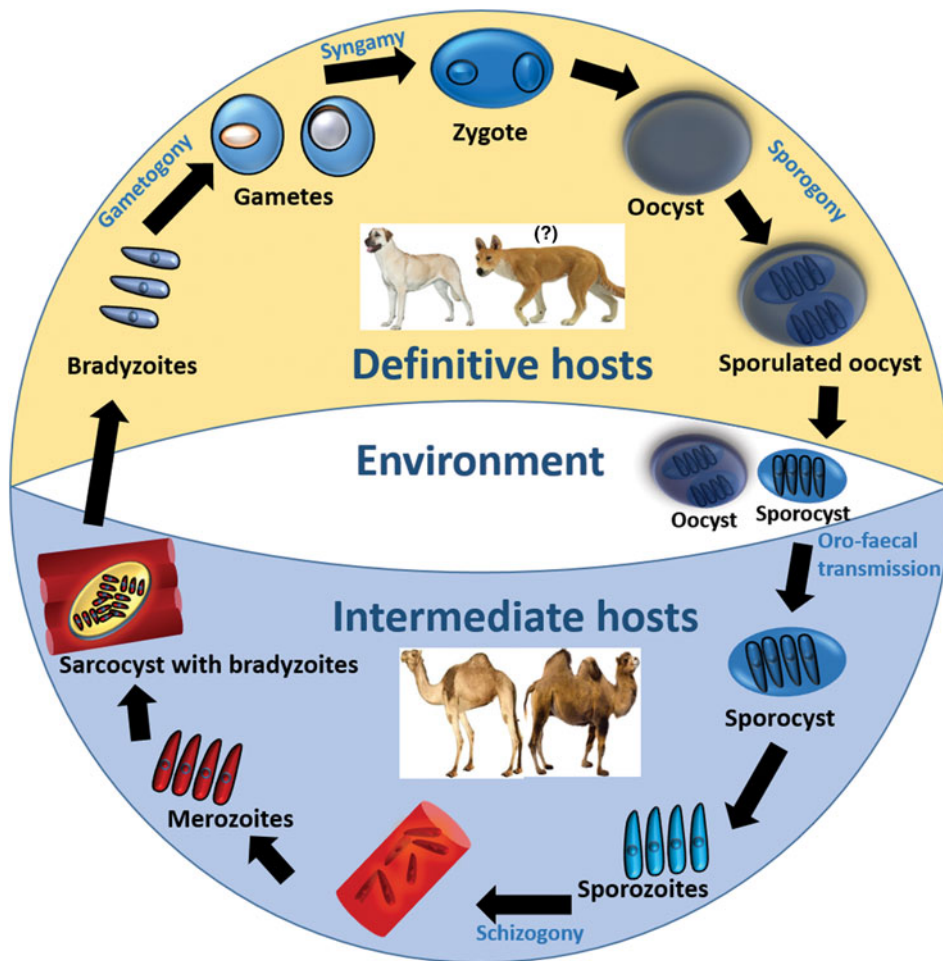 Syngamy
Zygote
Gametogony
Gametes
Oocyst
Sporogony
(?)
Bradyzoites
Definitive hosts
Sporulated oocyst
Environment
Oocyst
Sporocyst
Oro-faecal
transmission
Intermediate hosts
Sarcocyst with bradyzoites
Sporocyst
Merozoites
Sporozoites
Schizogony